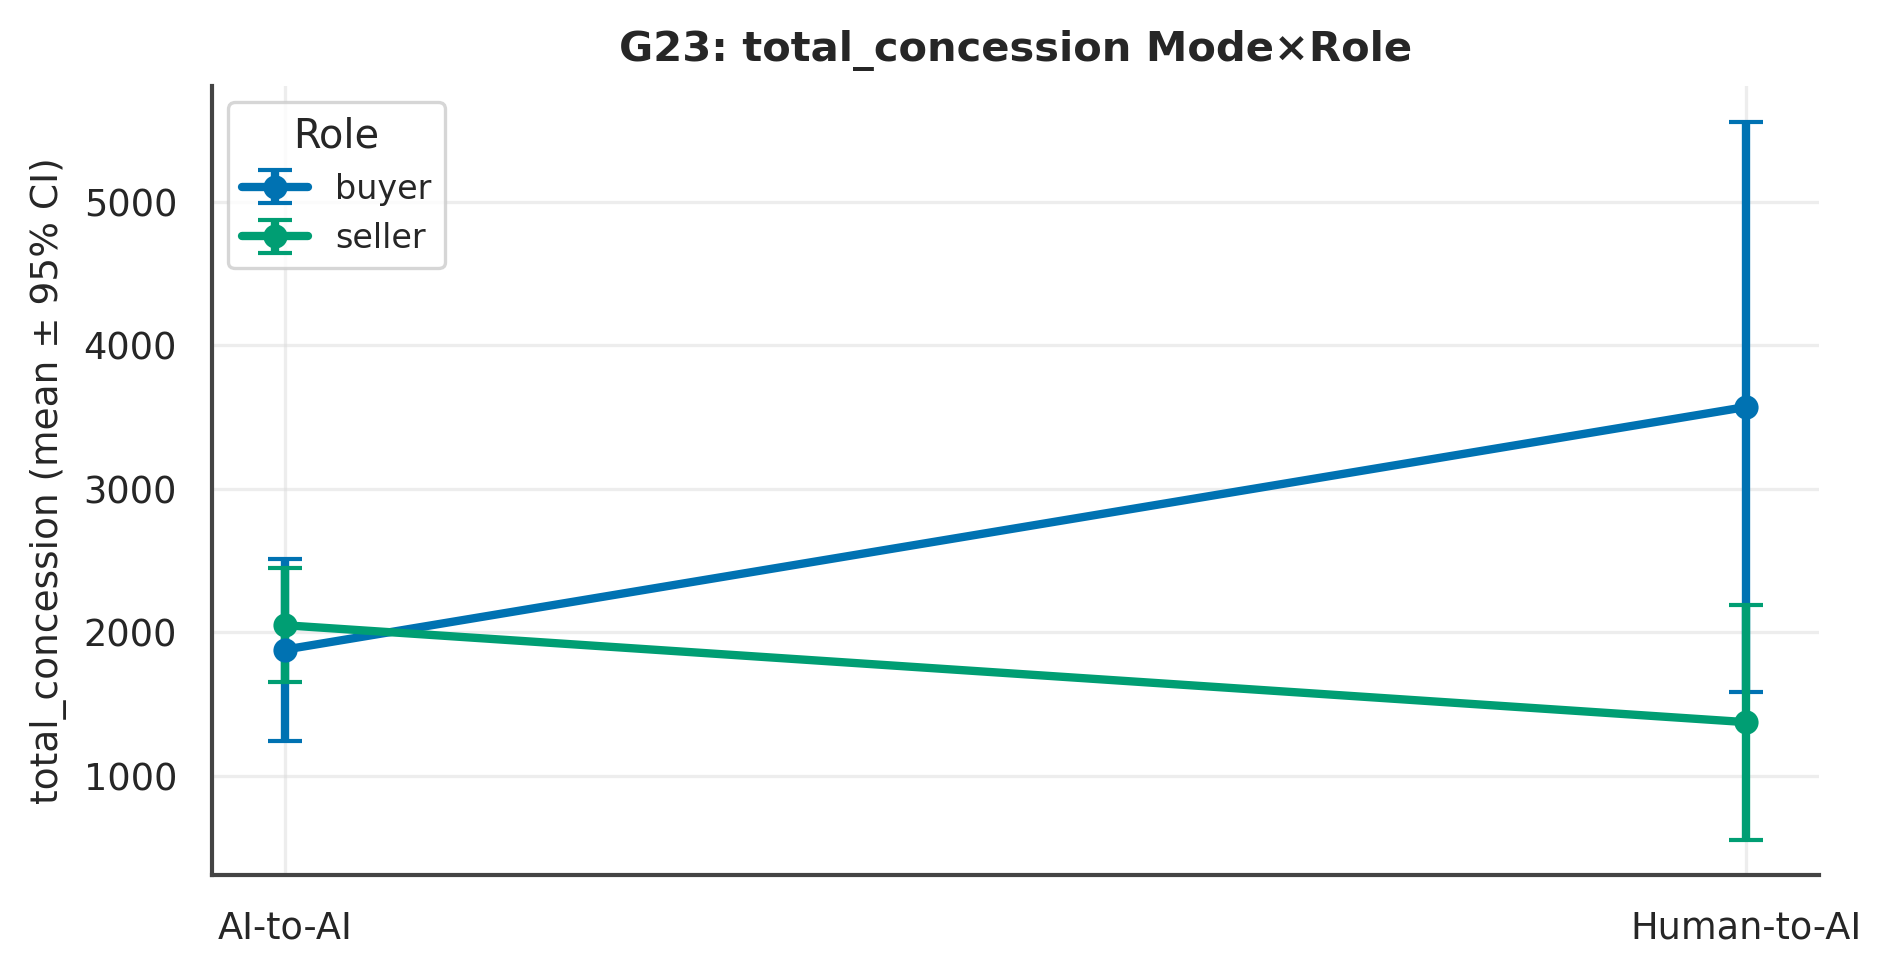 G23: total_concession Mode×Role
Role
buyer
seller
total_concession (mean ± 95% CI)
5000
4000
3000
2000
1000
AI-to-AI
Human-to-AI